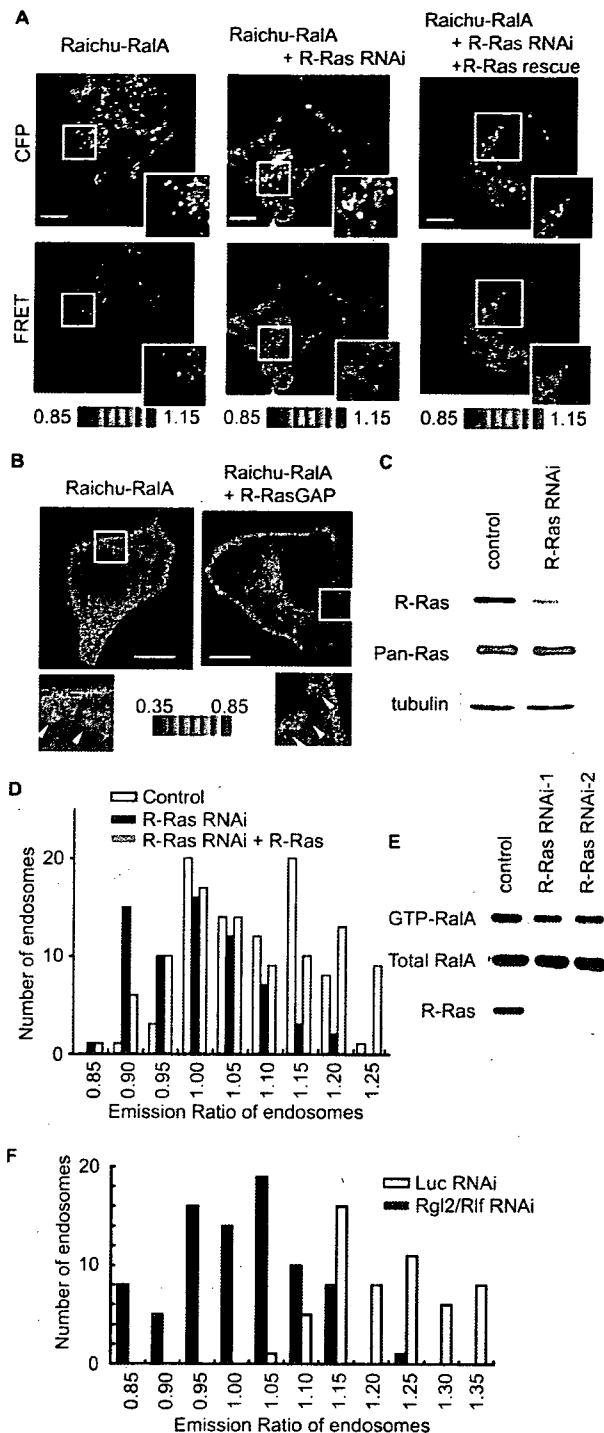 A
Raichu-RalA
Raichu-RalA
+ R-Ras RNAi
Raichu-RalA
+ R-Ras RNAi
+R-Ras rescue
CFP
FRET
0.85 1.15
0.85 1.15
0.85 1.15
B
Raichu-RalA
Raichu-RalA
+ R-RasGAP
0.35 0.85
C
control
R-Ras RNAi
R-Ras
Pan-Ras
tubulin
D
Control
R-Ras RNAi
R-Ras RNAi + R-Ras
Number of endosomes
20
10
0
0.85 0.90 0.95 1.00 1.05 1.10 1.15 1.20 1.25
Emission Ratio of endosomes
E
control
R-Ras RNAi-1
R-Ras RNAi-2
GTP-RalA
Total RalA
R-Ras
F
Luc RNAi
Rgl2/Rlf RNAi
Number of endosomes
20
10
0
0.85 0.90 0.95 1.00 1.05 1.10 1.15 1.20 1.25 1.30 1.35
Emission Ratio of endosomes